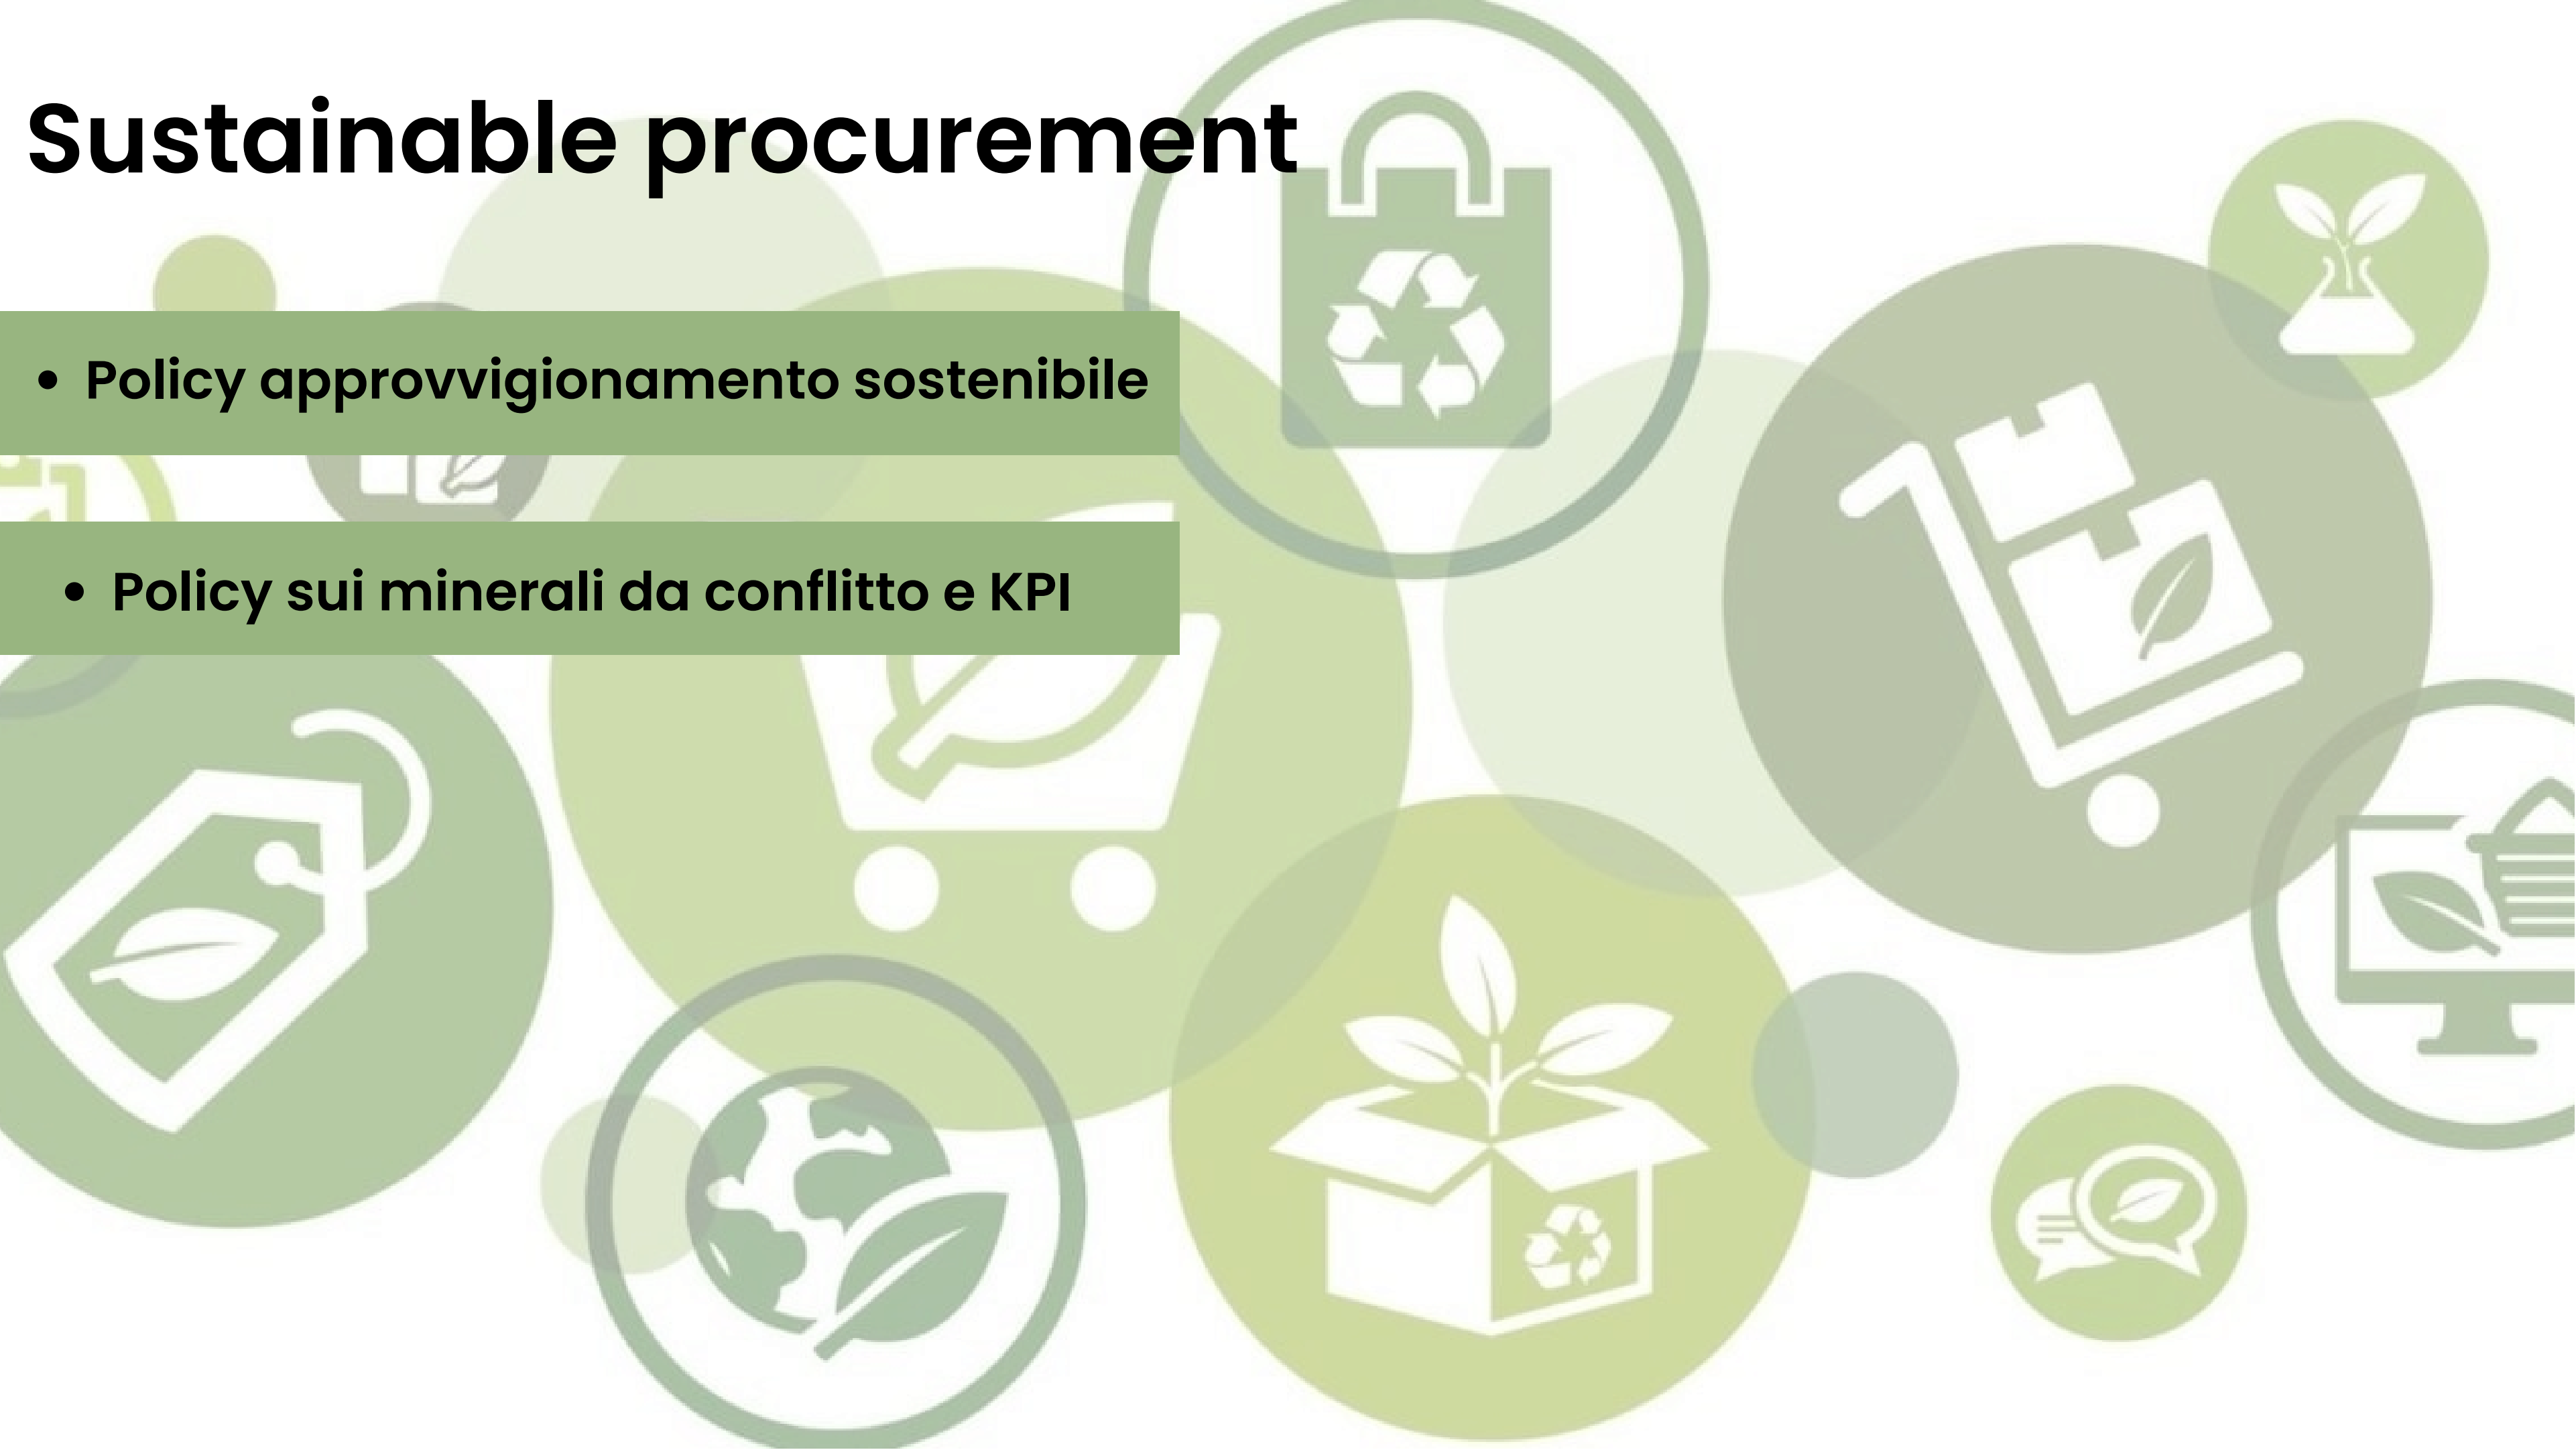 Sustainable procurement
• Policy approvvigionamento sostenibile
• Policy sui minerali da conflitto e KPI